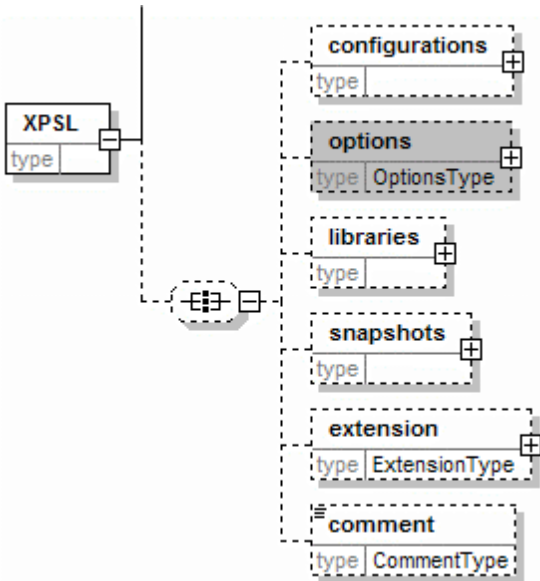 configurations
type
XPSL
type
options
type OptionsType
libraries
type
snapshots
type
extension
type ExtensionType
comment
type CommentType